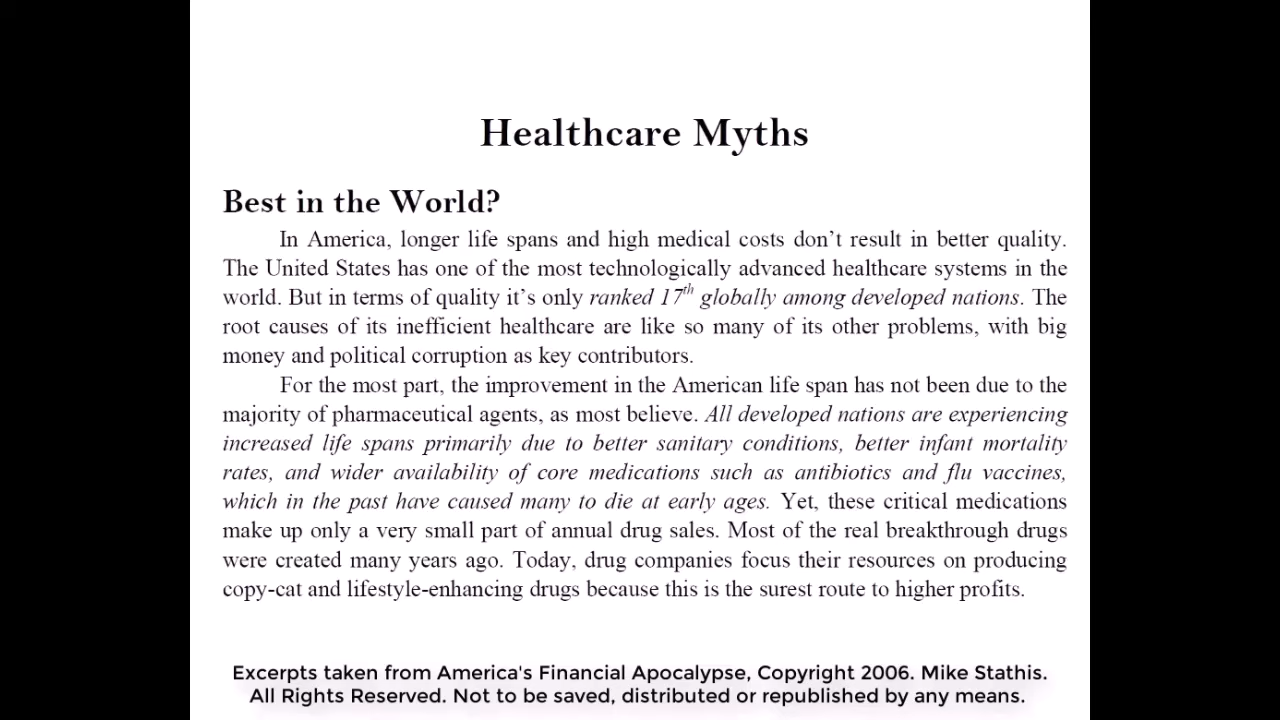 Healthcare Myths
Best in the World?
In America, longer life spans and high medical costs don’t result in better quality.
The United States has one of the most technologically advanced healthcare systems in the
world. But in terms of quality it’s only ranked 17th globally among developed nations. The
root causes of its inefficient healthcare are like so many of its other problems, with big
money and political corruption as key contributors.
For the most part, the improvement in the American life span has not been due to the
majority of pharmaceutical agents, as most believe. All developed nations are experiencing
increased life spans primarily due to better sanitary conditions, better infant mortality
rates, and wider availability of core medications such as antibiotics and flu vaccines,
which in the past have caused many to die at early ages. Yet, these critical medications
make up only a very small part of annual drug sales. Most of the real breakthrough drugs
were created many years ago. Today, drug companies focus their resources on producing
copy-cat and lifestyle-enhancing drugs because this is the surest route to higher profits.
Excerpts taken from America's Financial Apocalypse, Copyright 2006. Mike Stathis.
All Rights Reserved. Not to be saved, distributed or republished by any means.